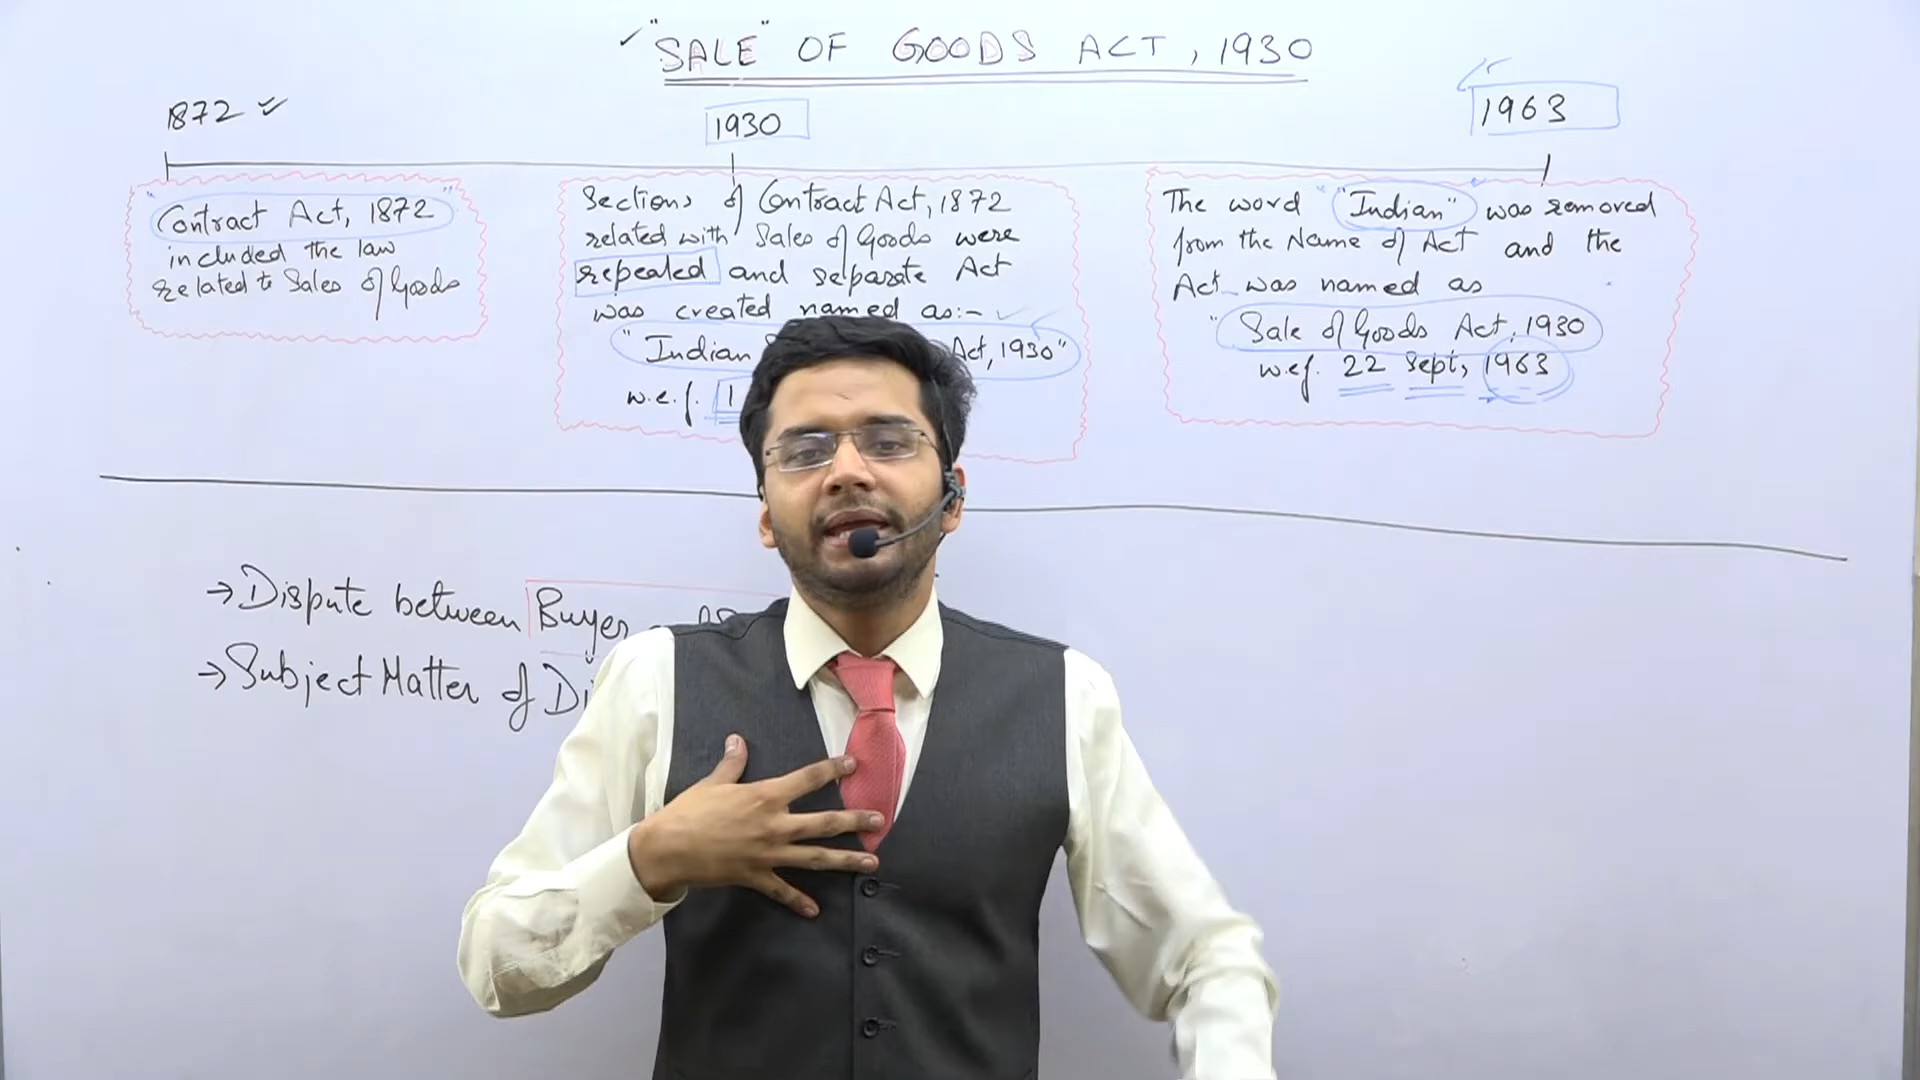 "SALE" OF GOODS ACT, 1930
1872
1930
1963
"Contract Act, 1872"
included the law
related to Sales of Goods
Sections of Contract Act, 1872
related with Sales of Goods were
repealed and separate Act
was created named as:-
"Indian Act, 1930"
w.e.f. 1
The word "Indian" was removed
from the Name of Act and the
Act was named as
"Sale of Goods Act, 1930
w.e.f. 22 Sept, 1963
→ Dispute between Buyer
→ Subject Matter of